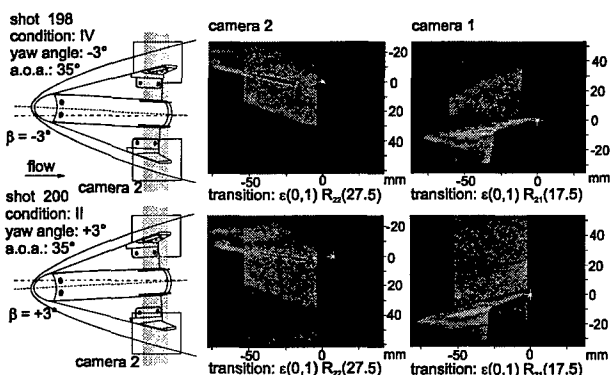 shot 198
condition: IV
yaw angle: -3°
a.o.a.: 35°
β = -3°
flow
camera 2
camera 2
-20
0
20
40
-50
0
mm
transition: ε(0,1) R22(27.5)
camera 1
40
20
0
-20
-50
0
mm
transition: ε(0,1) R21(17.5)
shot 200
condition: II
yaw angle: +3°
a.o.a.: 35°
β = +3°
camera 2
-20
0
20
40
-50
0
mm
transition: ε(0,1) R22(27.5)
40
20
0
-20
-50
0
mm
transition: ε(0,1) R21(17.5)